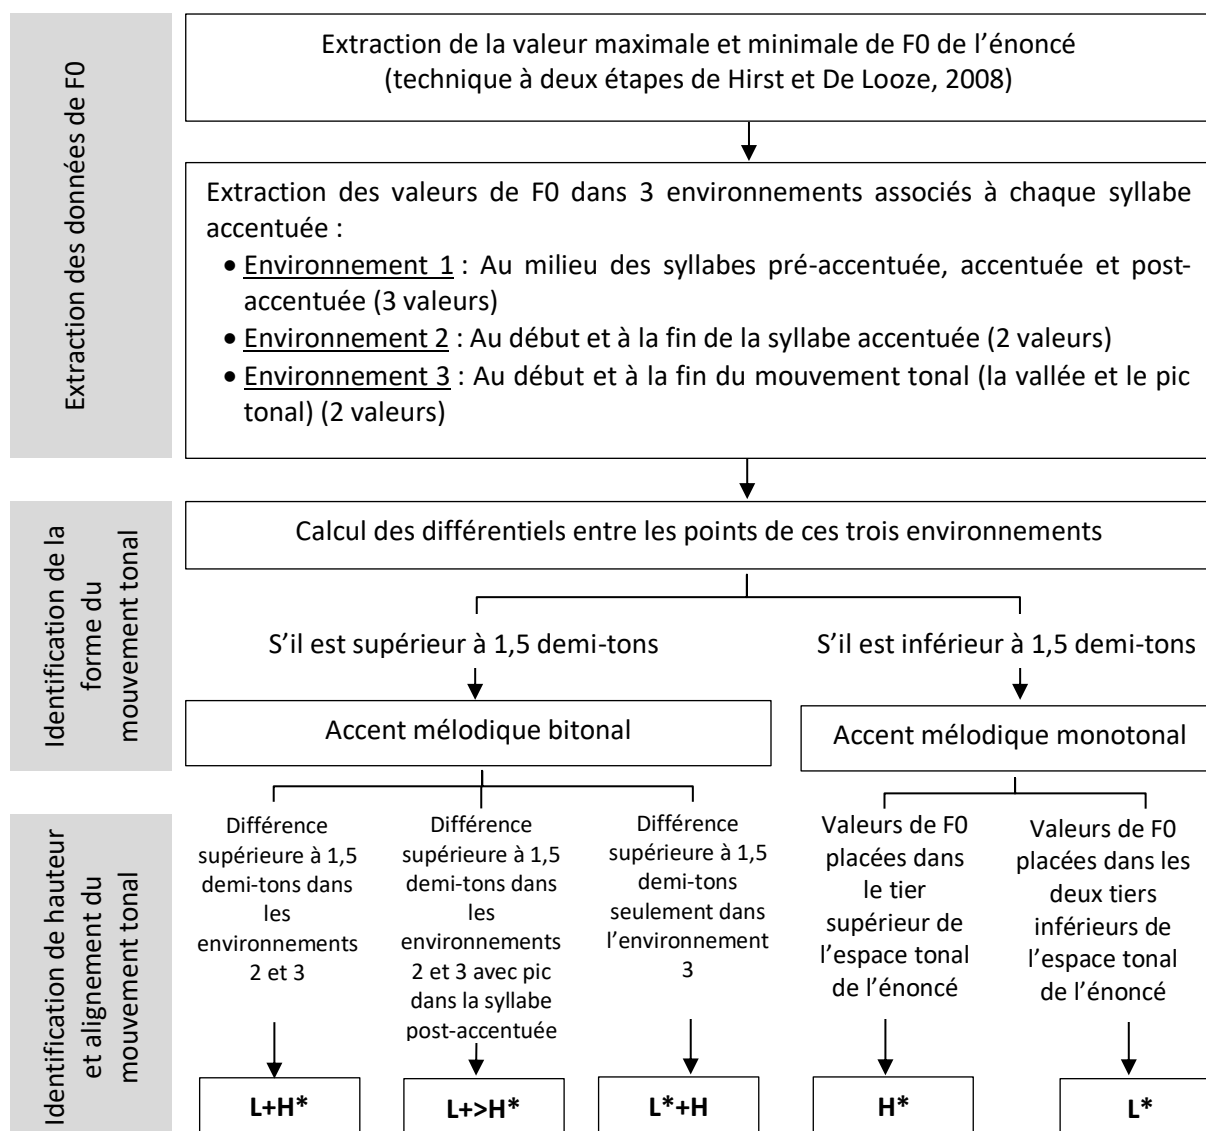 Extraction des données de F0
Extraction de la valeur maximale et minimale de F0 de l’énoncé
(technique à deux étapes de Hirst et De Looze, 2008)
Extraction des valeurs de F0 dans 3 environnements associés à chaque syllabe
accentuée :
• Environnement 1 : Au milieu des syllabes pré-accentuée, accentuée et post-
accentuée (3 valeurs)
• Environnement 2 : Au début et à la fin de la syllabe accentuée (2 valeurs)
• Environnement 3 : Au début et à la fin du mouvement tonal (la vallée et le pic
tonal) (2 valeurs)
Identification de la
forme du
mouvement tonal
Calcul des différentiels entre les points de ces trois environnements
S’il est supérieur à 1,5 demi-tons
S’il est inférieur à 1,5 demi-tons
Accent mélodique bitonal
Accent mélodique monotonal
Identification de hauteur
et alignement du
mouvement tonal
Différence
supérieure à 1,5
demi-tons dans
les
environnements
2 et 3
Différence
supérieure à 1,5
demi-tons dans
les
environnements
2 et 3 avec pic
dans la syllabe
post-accentuée
Différence
supérieure à 1,5
demi-tons
seulement dans
l’environnement
3
Valeurs de F0
placées dans
le tier
supérieur de
l’espace tonal
de l’énoncé
Valeurs de F0
placées dans les
deux tiers
inférieurs de
l’espace tonal
de l’énoncé
L+H*
L+>H*
L*+H
H*
L*